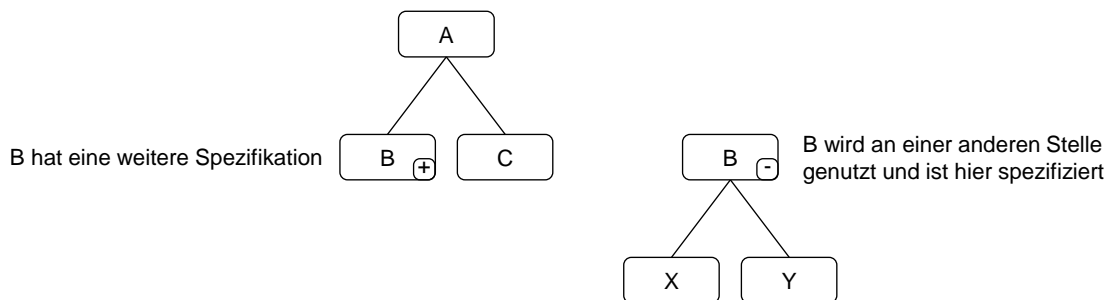 A
B hat eine weitere Spezifikation
B
+
C
B
-
B wird an einer anderen Stelle
genutzt und ist hier spezifiziert
X
Y